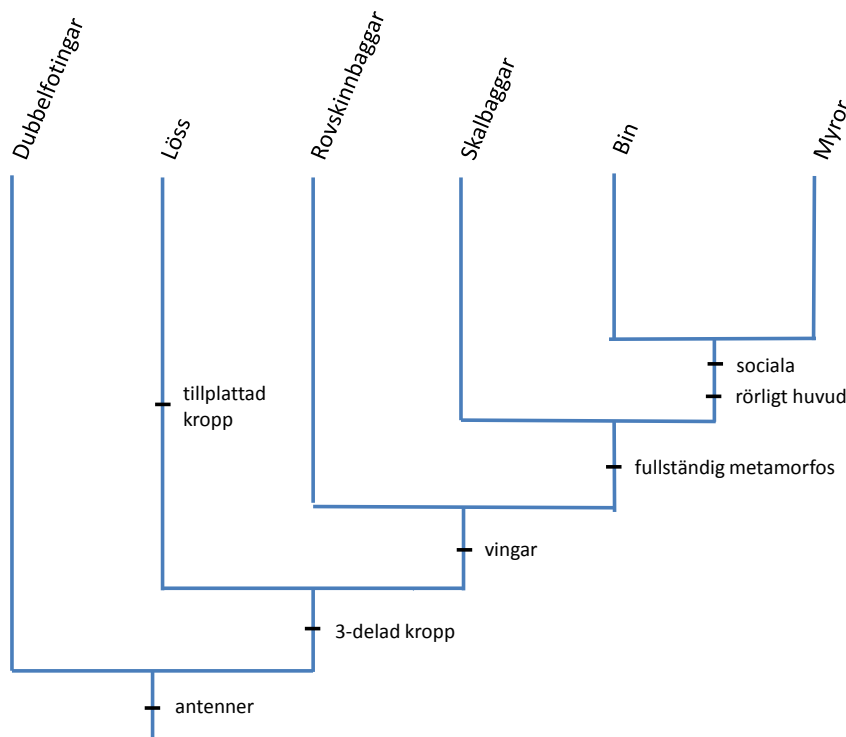 Dubbelfotingar
Löss
Rovskinnbaggar
Skalbaggar
Bin
Myror
sociala
rörligt huvud
tillplattad
kropp
fullständig metamorfos
vingar
3-delad kropp
antenner